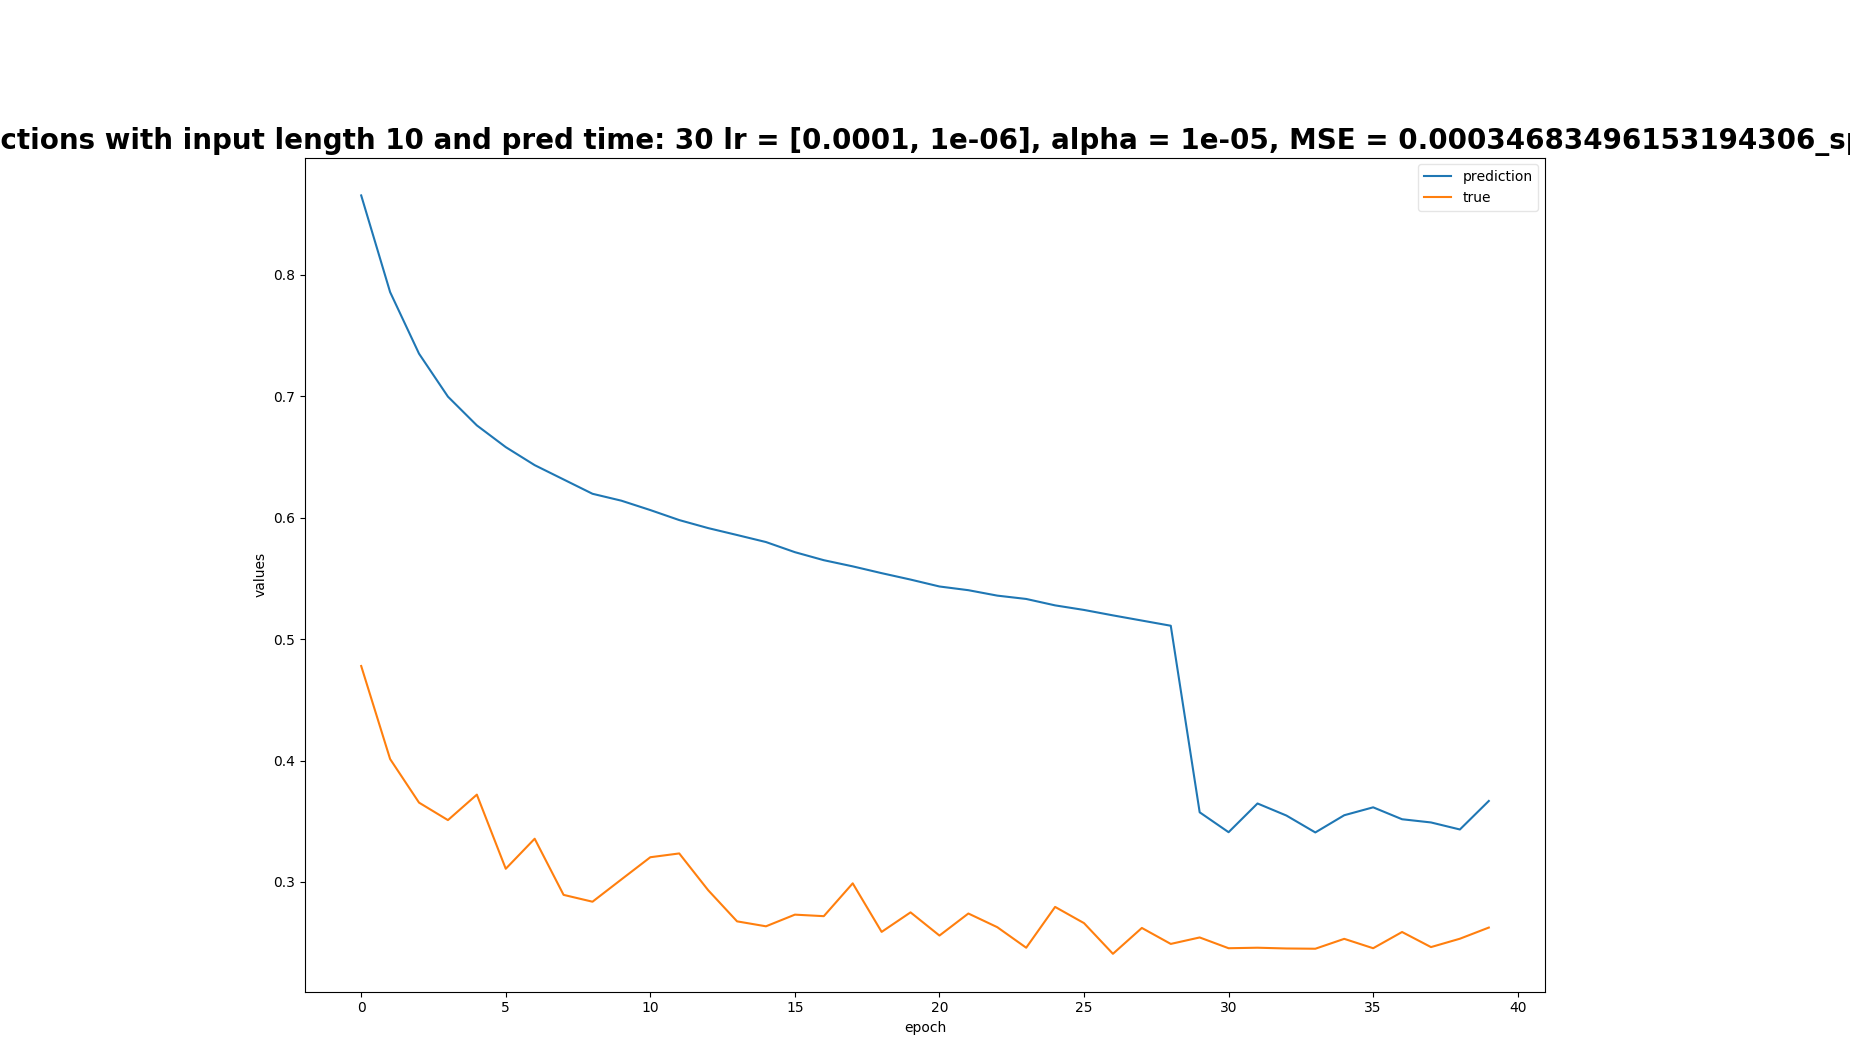 ctions with input length 10 and pred time: 30 lr = [0.0001, 1e-06], alpha = 1e-05, MSE = 0.00034683496153194306_sp
prediction
true
0.8
0.7
0.6
0.5
0.4
0.3
values
0 5 10 15 20 25 30 35 40
epoch